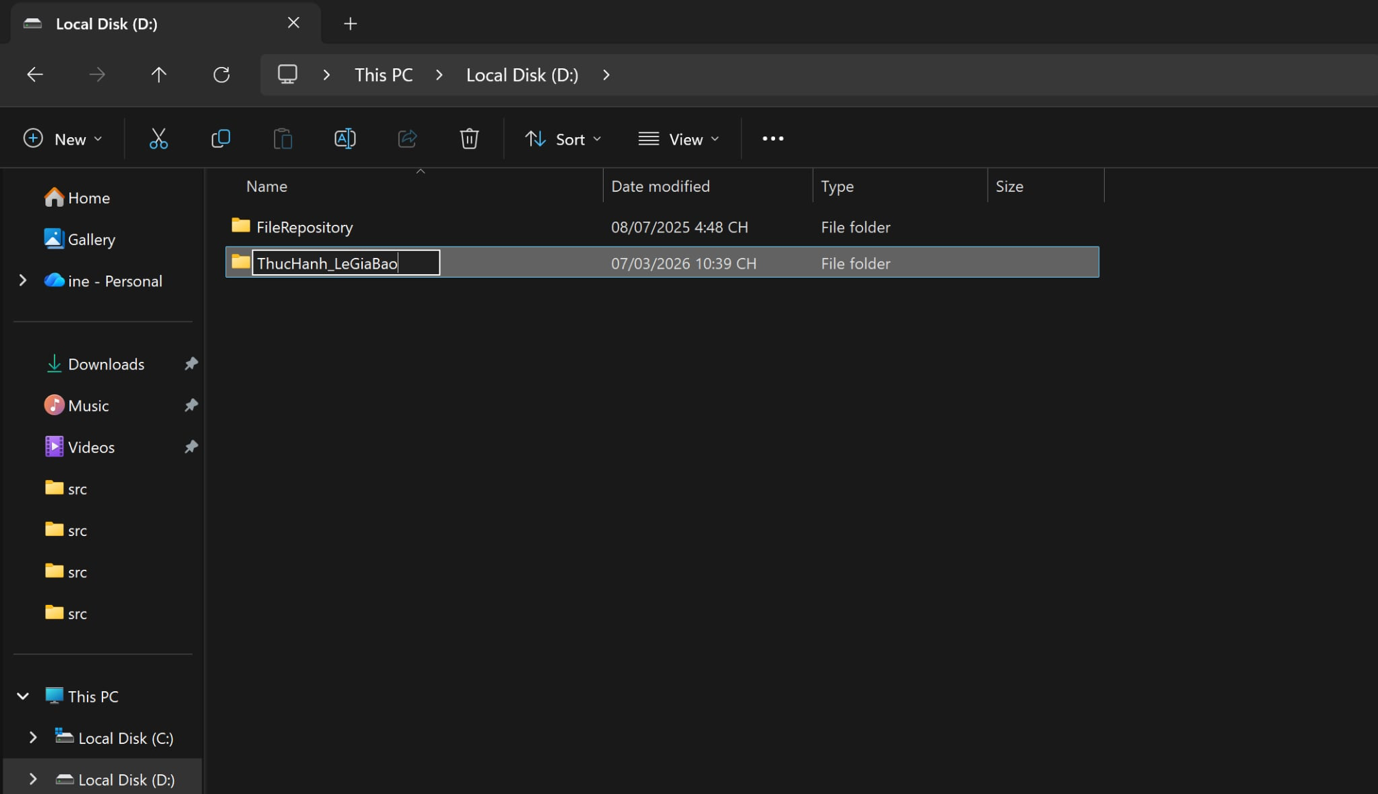 Local Disk (D:)
This PC > Local Disk (D:) >
New Sort View
Name Date modified Type Size
FileRepository 08/07/2025 4:48 CH File folder
ThucHanh_LeGiaBao 07/03/2026 10:39 CH File folder
Home
Gallery
ine - Personal
Downloads
Music
Videos
src
src
src
src
This PC
Local Disk (C:)
Local Disk (D:)